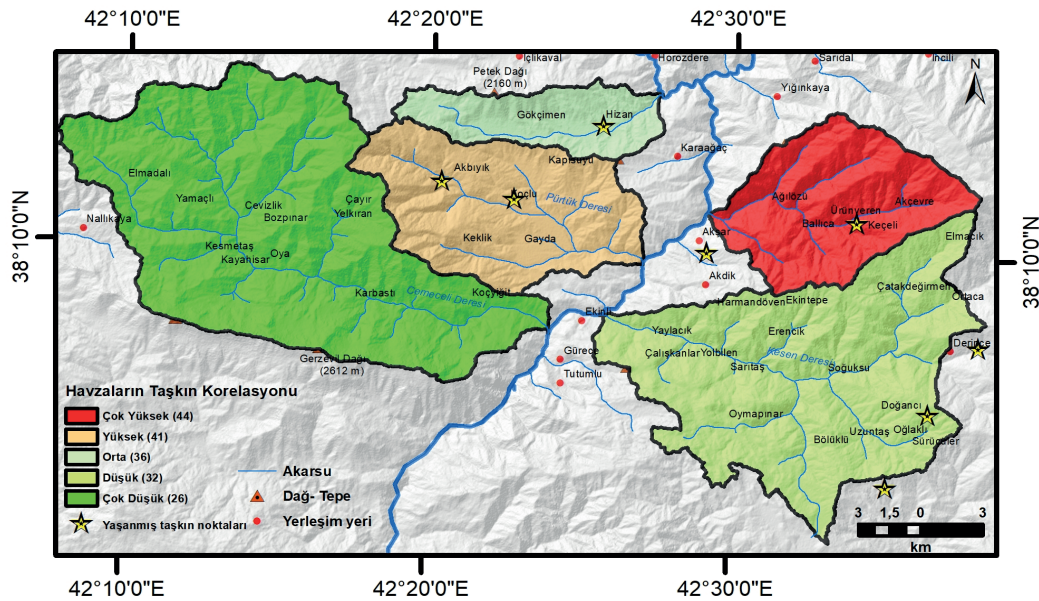 42°10'0"E
42°20'0"E
42°30'0"E
İçlikaval
Horozdere
Sarıdal
İncili
Petek Dağı
(2160 m)
N
Yığınkaya
Gökçimen
Hizan
Karaağaç
Kapısuyu
Akbıyık
Elmadalı
Koçlu
Pürtük Deresi
Yamaçlı
Cevizlik
Çayır
Ağılözü
Akçevre
Bozpınar
Yelkıran
Ürünyeren
Nallıkaya
Ballıca
Keçeli
38°10'0"N
Akşar
Elmacık
Keklik
Gayda
Kesmetaş
Oya
Kayahisar
38°10'0"N
Akdik
Çatakdeğirmen
Karbastı
Cemeceli Deresi
Koçyiğit
Ortaca
Harmandöven
Ekintepe
Ekinli
Yaylacık
Erencik
Derince
Gürece
Çalışkanlar
Yolbilen
Kesen Deresi
Gerzevil Dağı
(2612 m)
Sarıtaş
Soğuksu
Tutumlu
Havzaların Taşkın Korelasyonu
Çok Yüksek (44)
Yüksek (41)
Orta (36)
Düşük (32)
Çok Düşük (26)
Yaşanmış taşkın noktaları
Akarsu
Dağ- Tepe
Yerleşim yeri
Doğancı
Oymapınar
Uzuntaş
Oğlaklı
Bölüklü
Sürücüler
3 1,5 0 3
km
42°10'0"E
42°20'0"E
42°30'0"E